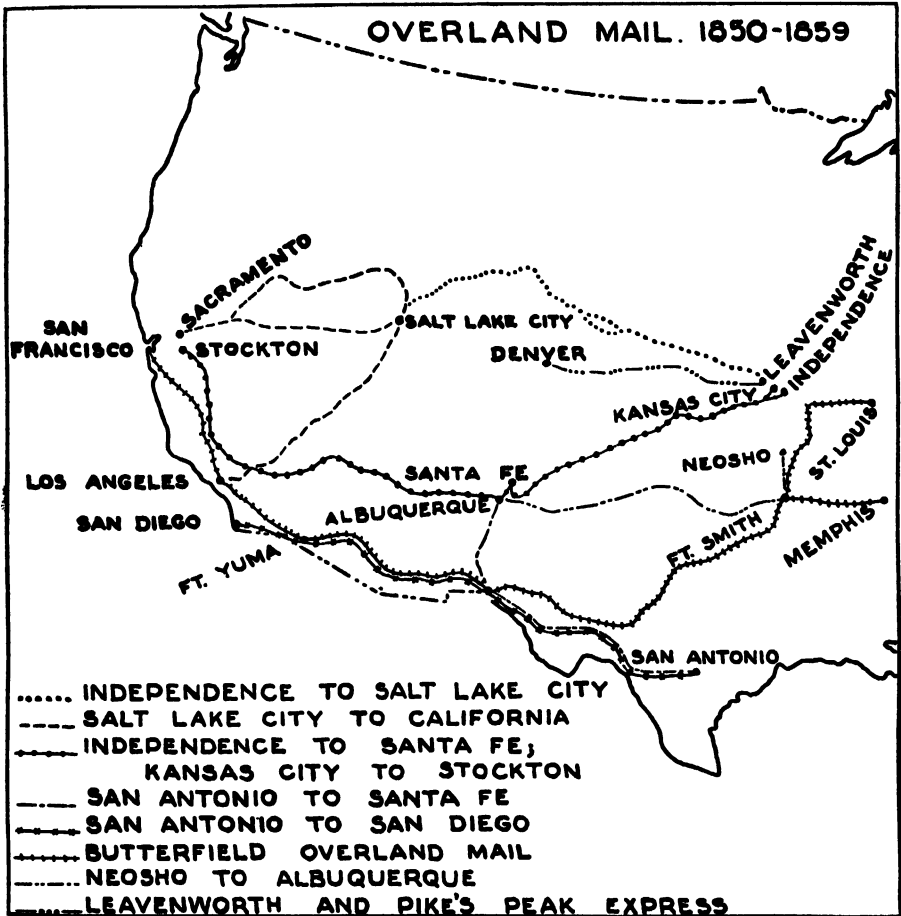 OVERLAND MAIL. 1850-1859
SACRAMENTO
SAN
FRANCISCO
STOCKTON
SALT LAKE CITY
DENVER
LEAVENWORTH
INDEPENDENCE
KANSAS CITY
ST. LOUIS
NEOSHO
LOS ANGELES
SANTA FE
SAN DIEGO
ALBUQUERQUE
FT. SMITH
MEMPHIS
FT. YUMA
SAN ANTONIO
INDEPENDENCE TO SALT LAKE CITY
SALT LAKE CITY TO CALIFORNIA
INDEPENDENCE TO SANTA FE;
KANSAS CITY TO STOCKTON
SAN ANTONIO TO SANTA FE
SAN ANTONIO TO SAN DIEGO
BUTTERFIELD OVERLAND MAIL
NEOSHO TO ALBUQUERQUE
LEAVENWORTH AND PIKE'S PEAK EXPRESS